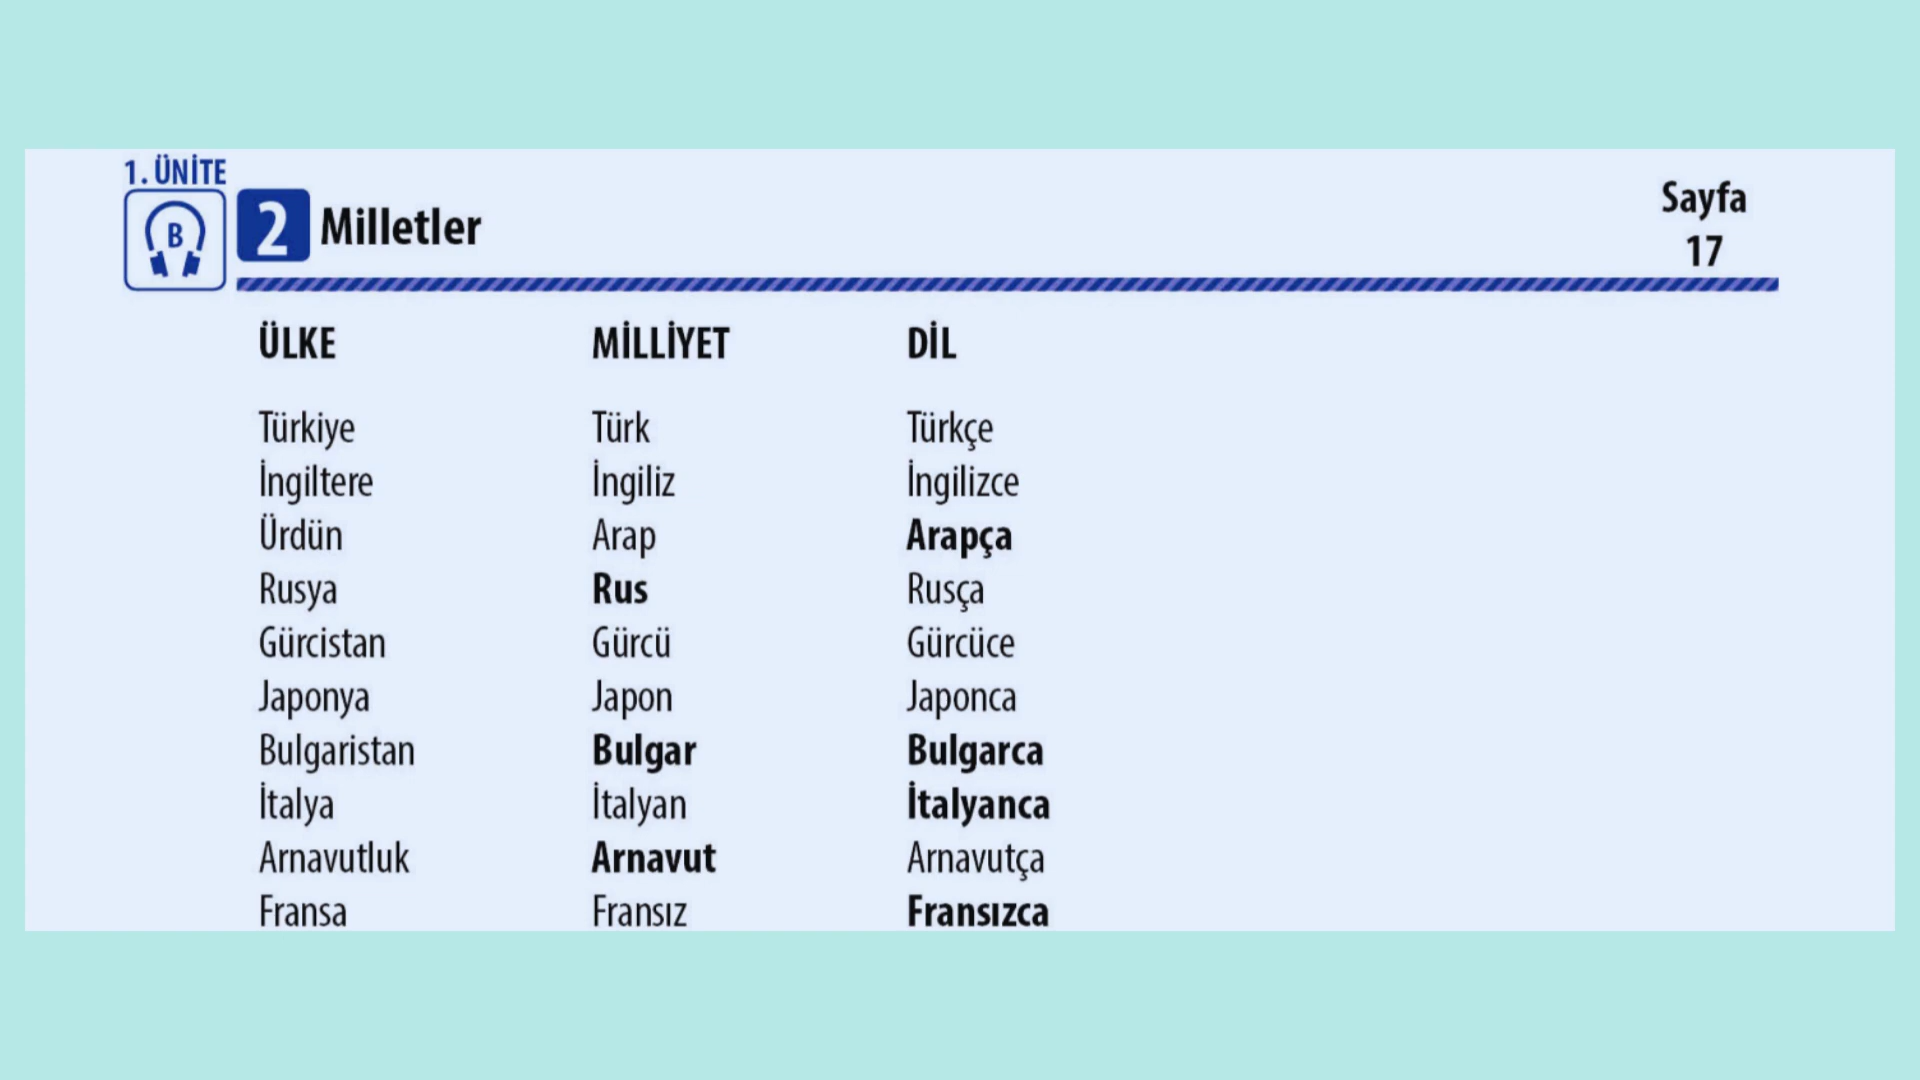 1. ÜNİTE
B
2 Milletler
Sayfa
17
ÜLKE MİLLİYET DİL
Türkiye Türk Türkçe
İngiltere İngiliz İngilizce
Ürdün Arap Arapça
Rusya Rus Rusça
Gürcistan Gürcü Gürcüce
Japonya Japon Japonca
Bulgaristan Bulgar Bulgarca
İtalya İtalyan İtalyanca
Arnavutluk Arnavut Arnavutça
Fransa Fransız Fransızca